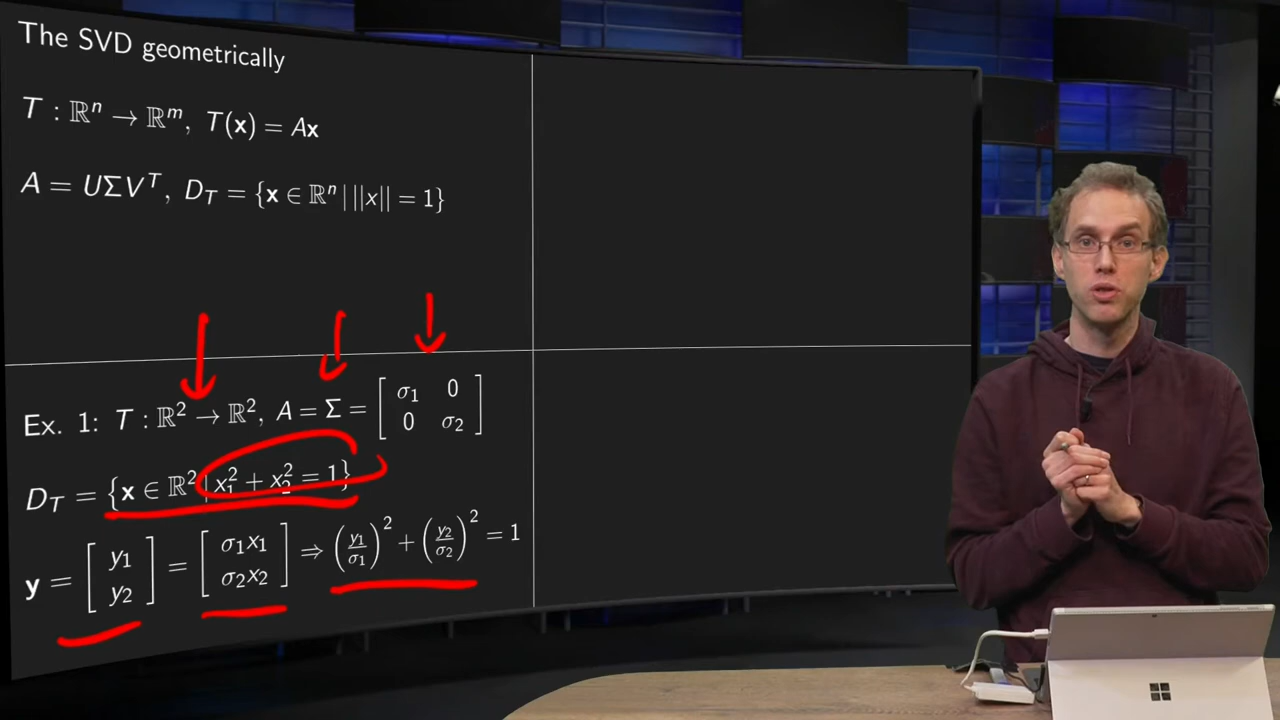 The SVD geometrically
T : ℝⁿ → ℝᵐ, T(𝐱) = A𝐱
A = UΣVᵀ, D_T = {𝐱 ∈ ℝⁿ | ||x|| = 1}
Ex. 1: T : ℝ² → ℝ², A = Σ = [σ₁ 0; 0 σ₂]
D_T = {𝐱 ∈ ℝ² | x₁² + x₂² = 1}
𝐲 = [y₁; y₂] = [σ₁x₁; σ₂x₂] ⇒ (y₁/σ₁)² + (y₂/σ₂)² = 1